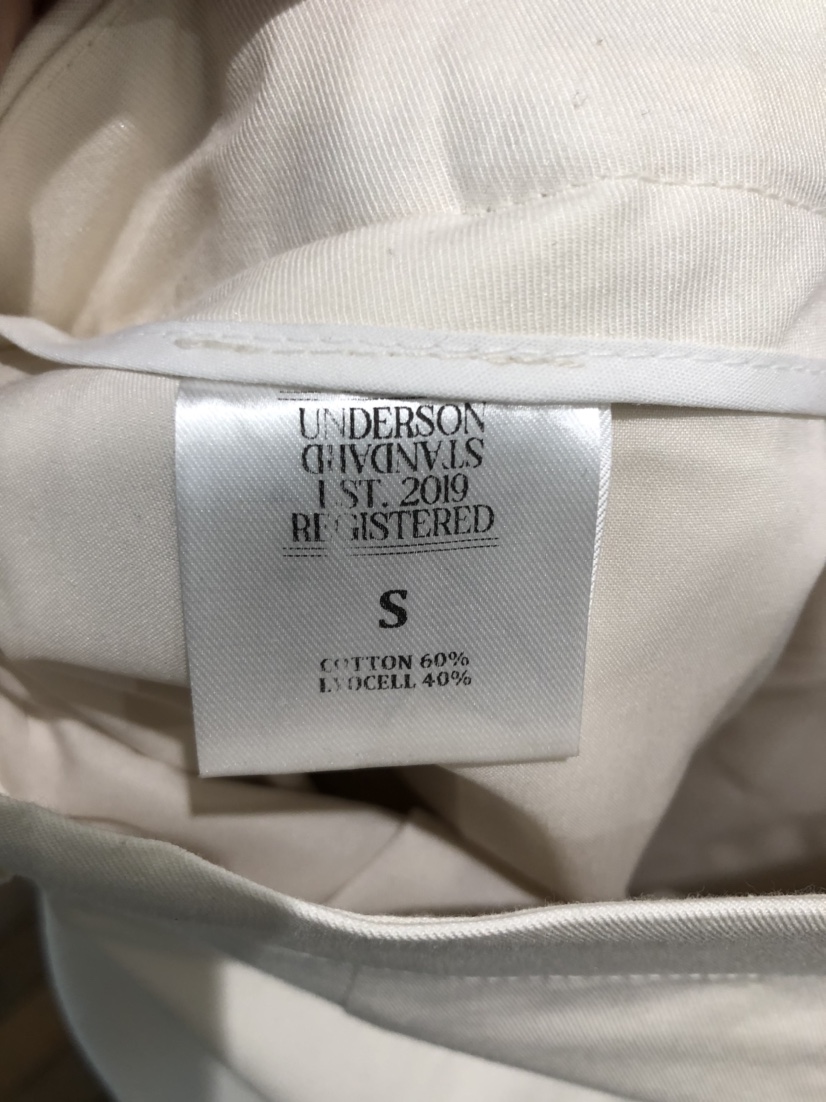 UNDERSON
STANDARD
EST. 2019
REGISTERED
S
COTTON 60%
LYOCELL 40%